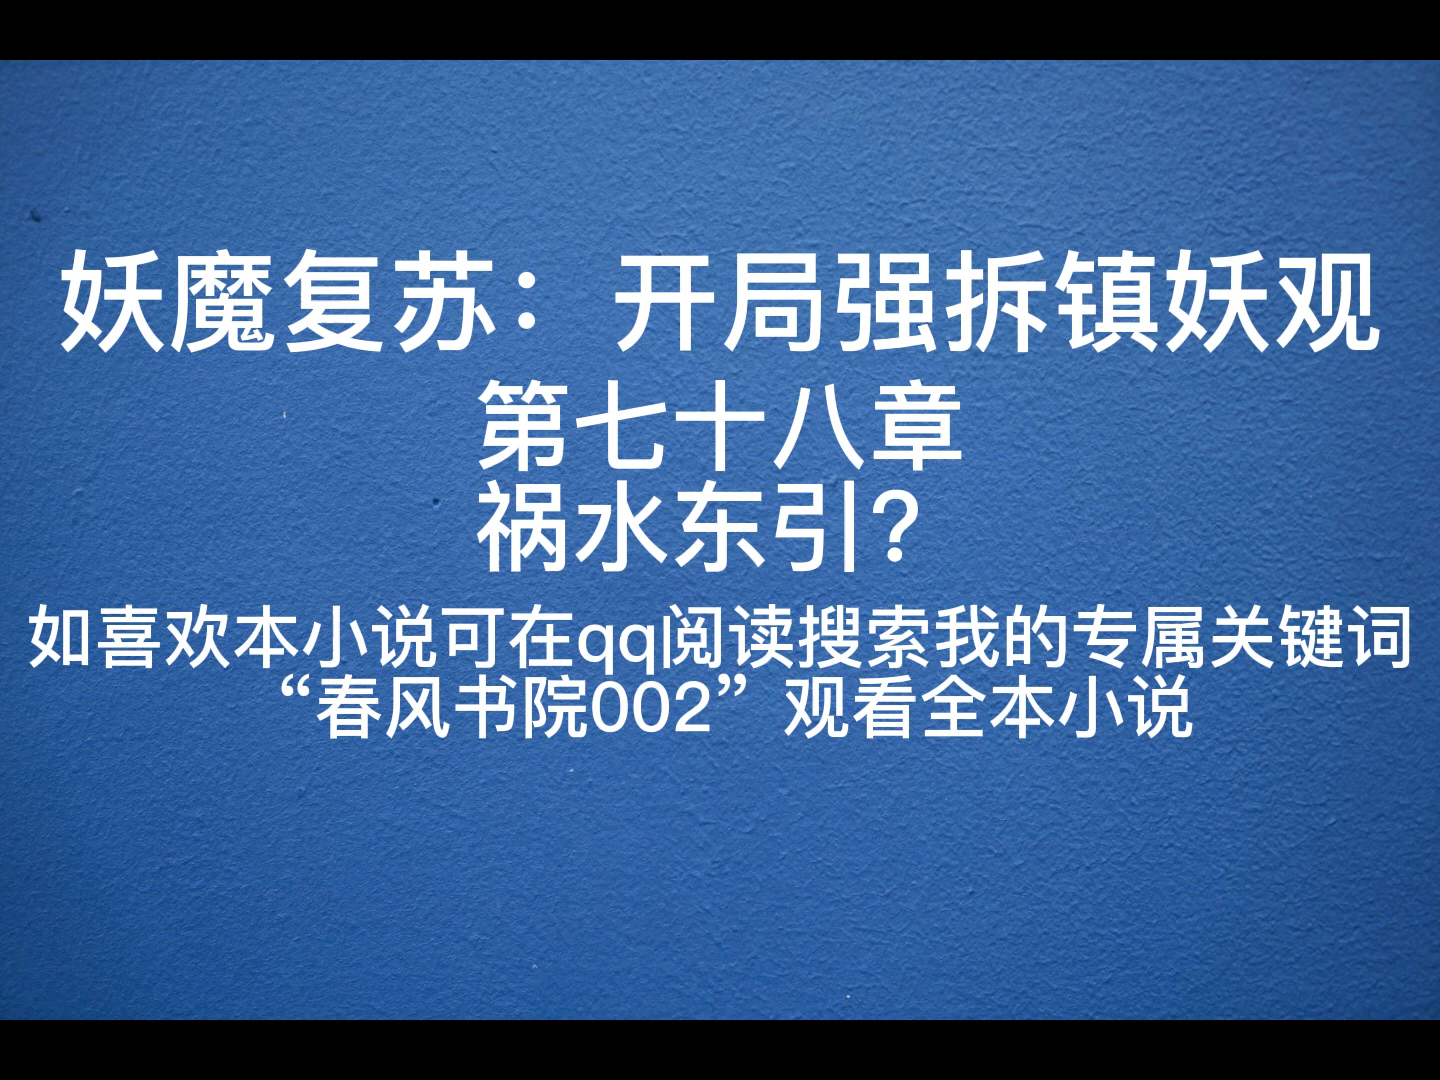 妖魔复苏：开局强拆镇妖观
第七十八章
祸水东引？
如喜欢本小说可在qq阅读搜索我的专属关键词
“春风书院002”观看全本小说